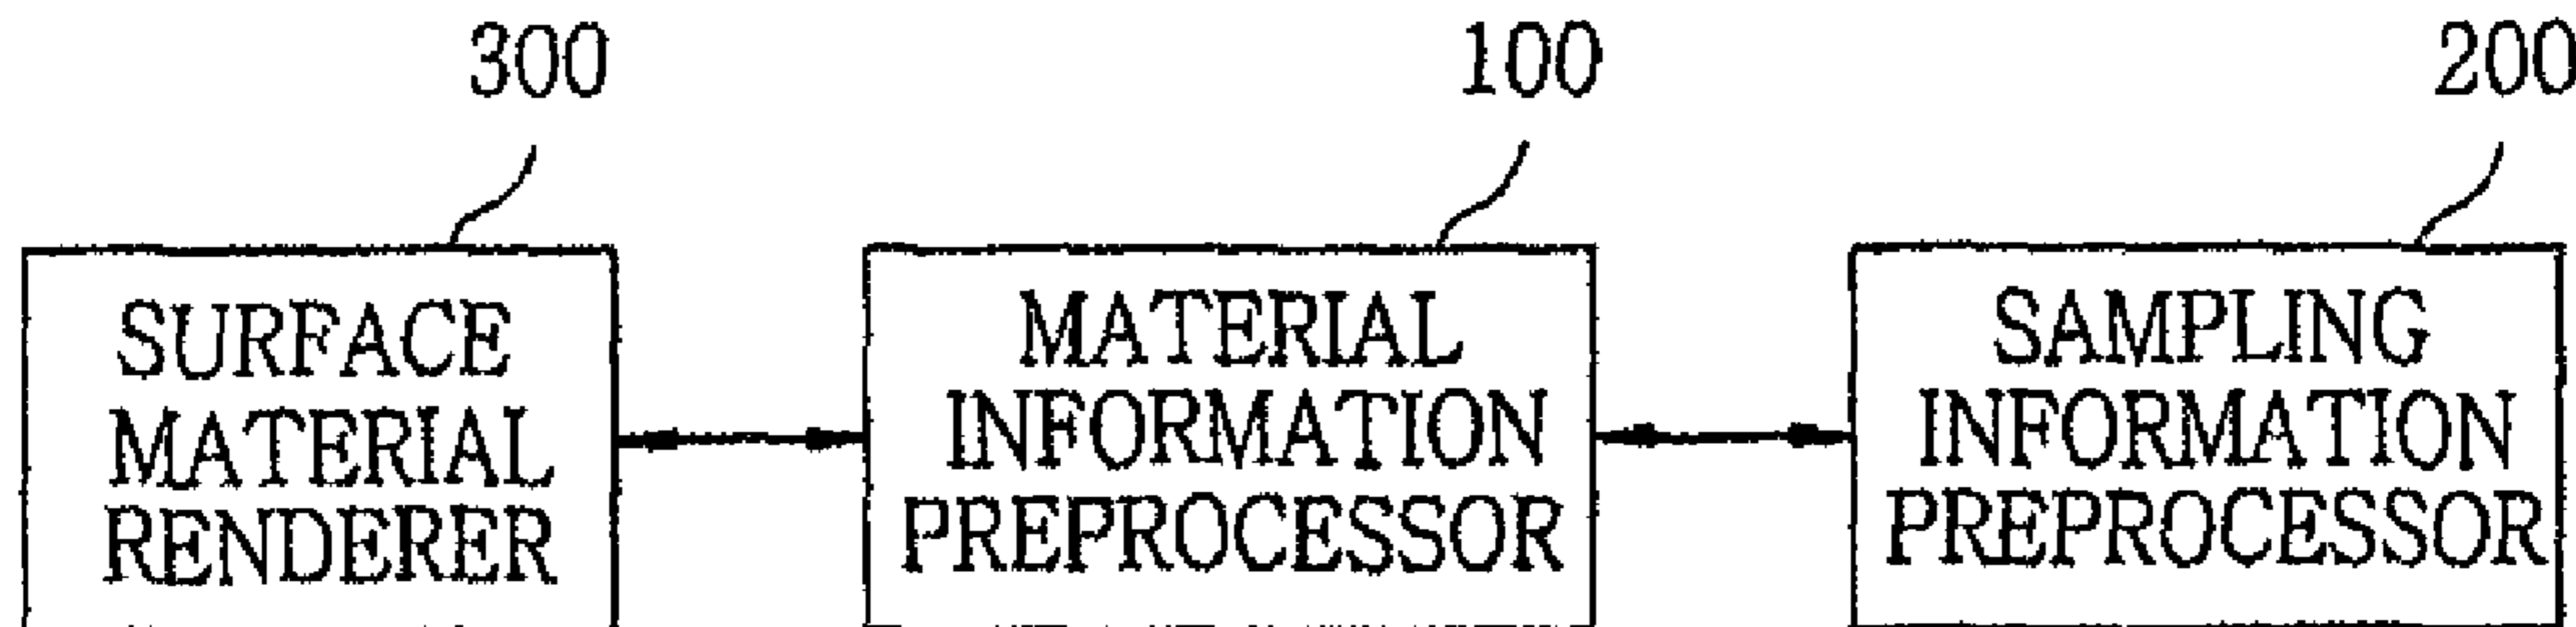 300
100
200
SURFACE
MATERIAL
RENDERER
MATERIAL
INFORMATION
PREPROCESSOR
SAMPLING
INFORMATION
PREPROCESSOR